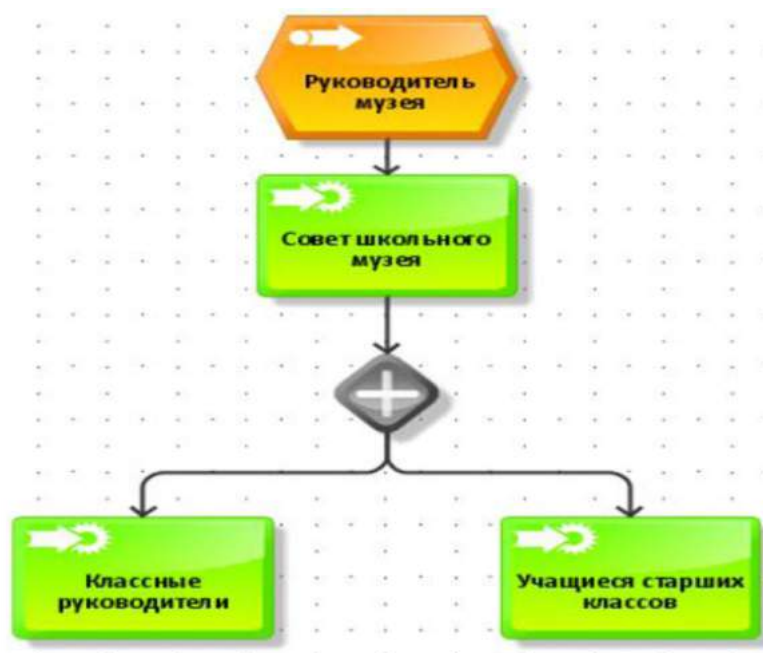 Руководитель
музея
Совет школьного
музея
Классные
руководители
Учащиеся старших
классов